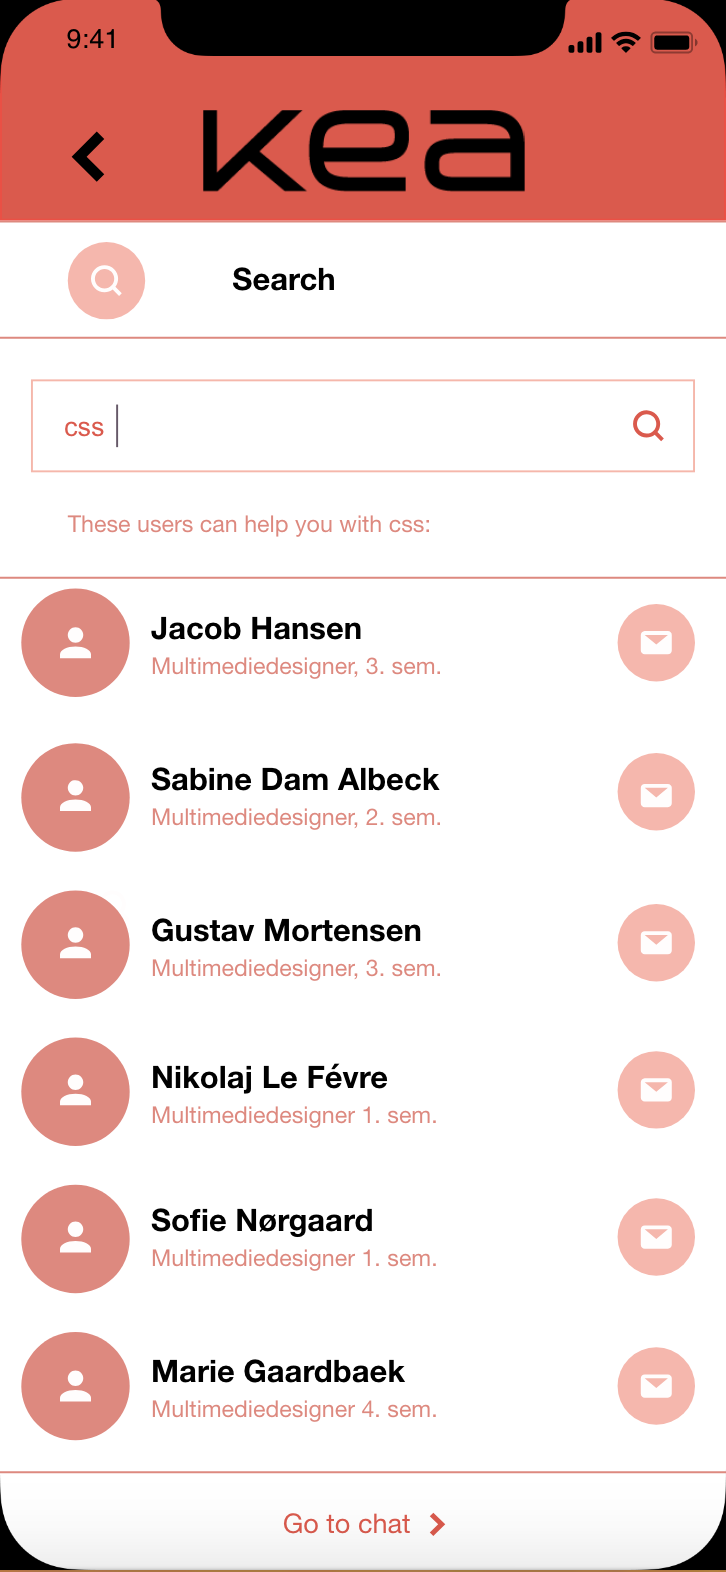 9:41
kea
Search
css
These users can help you with css:
Jacob Hansen
Multimediedesigner, 3. sem.
Sabine Dam Albeck
Multimediedesigner, 2. sem.
Gustav Mortensen
Multimediedesigner, 3. sem.
Nikolaj Le Févre
Multimediedesigner 1. sem.
Sofie Nørgaard
Multimediedesigner 1. sem.
Marie Gaardbaek
Multimediedesigner 4. sem.
Go to chat